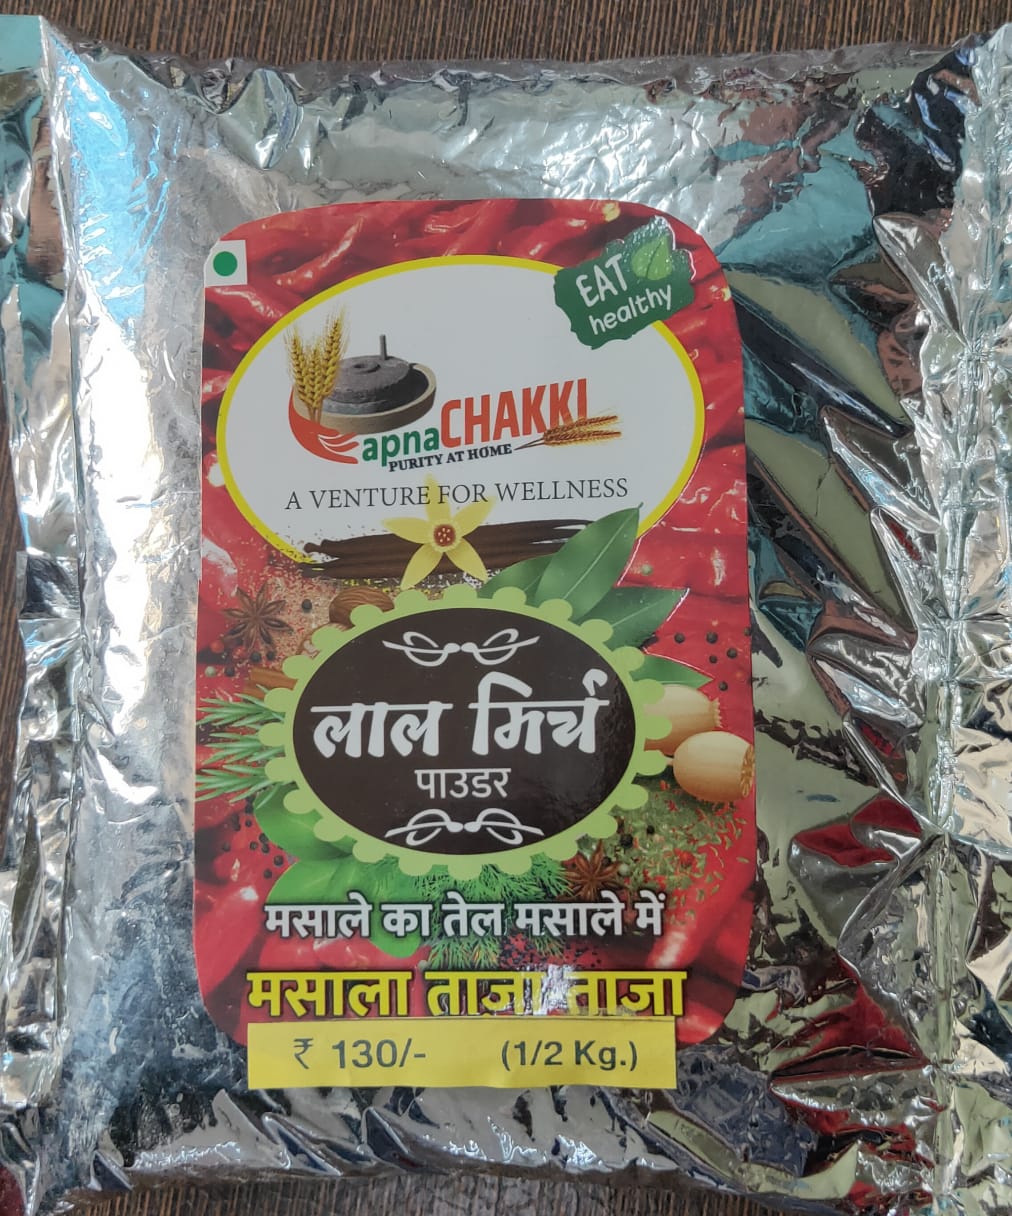 EAT
healthy
apnaCHAKKI
PURITY AT HOME
A VENTURE FOR WELLNESS
लाल मिर्च
पाउडर
मसाले का तेल मसाले में
मसाला ताजा ताजा
₹ 130/- (1/2 Kg.)